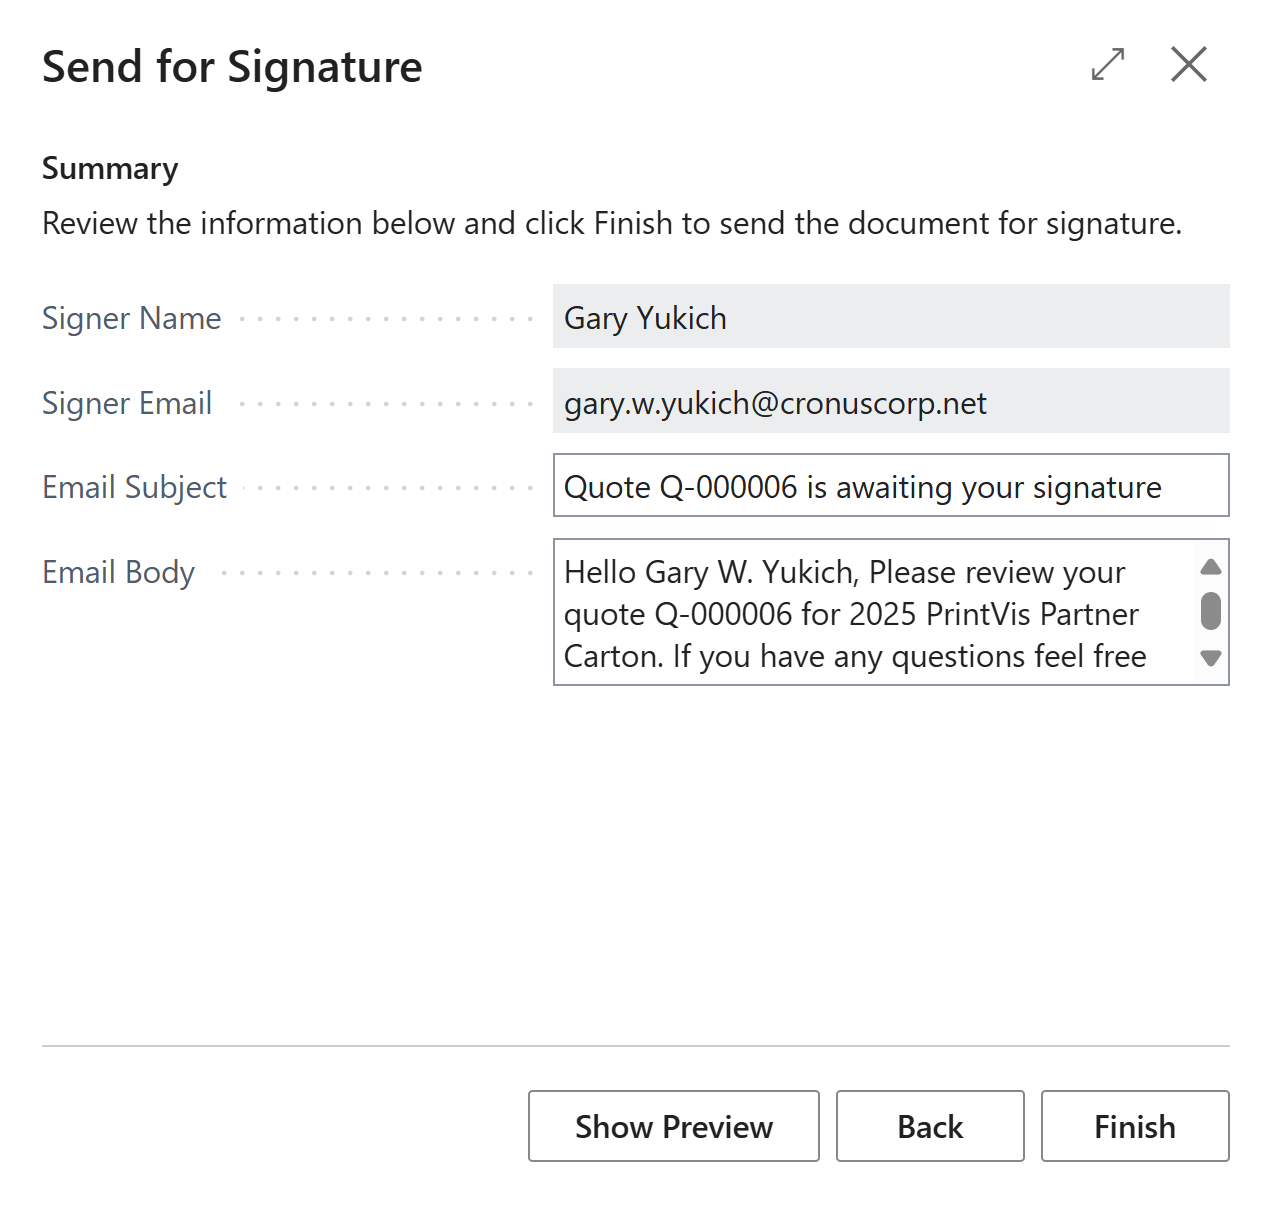 Send for Signature
Summary
Review the information below and click Finish to send the document for signature.
Signer Name
Gary Yukich
Signer Email
gary.w.yukich@cronuscorp.net
Email Subject
Quote Q-000006 is awaiting your signature
Email Body
Hello Gary W. Yukich, Please review your
quote Q-000006 for 2025 PrintVis Partner
Carton. If you have any questions feel free
Show Preview
Back
Finish